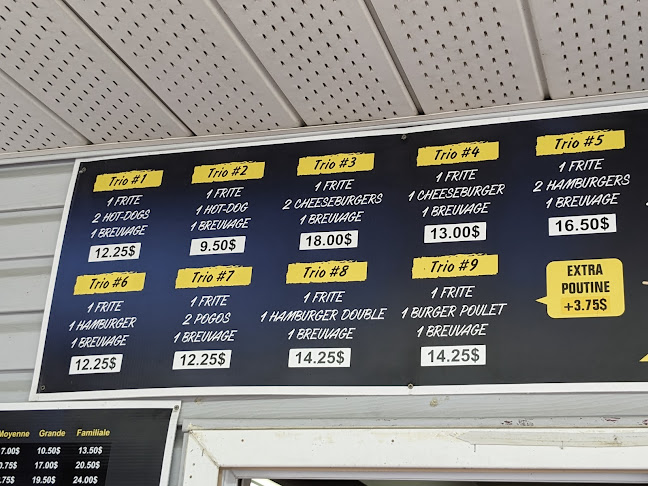 Trio #1
1 FRITE
2 HOT-DOGS
1 BREUVAGE
12.25$
Trio #2
1 FRITE
1 HOT-DOG
1 BREUVAGE
9.50$
Trio #3
1 FRITE
2 CHEESEBURGERS
1 BREUVAGE
18.00$
Trio #4
1 FRITE
1 CHEESEBURGER
1 BREUVAGE
13.00$
Trio #5
1 FRITE
2 HAMBURGERS
1 BREUVAGE
16.50$
Trio #6
1 FRITE
1 HAMBURGER
1 BREUVAGE
12.25$
Trio #7
1 FRITE
2 POGOS
1 BREUVAGE
12.25$
Trio #8
1 FRITE
1 HAMBURGER DOUBLE
1 BREUVAGE
14.25$
Trio #9
1 FRITE
1 BURGER POULET
1 BREUVAGE
14.25$
EXTRA
POUTINE
+3.75$
Moyenne Grande Familiale
7.00$ 10.50$ 13.50$
0.75$ 17.00$ 20.50$
.75$ 19.50$ 24.00$